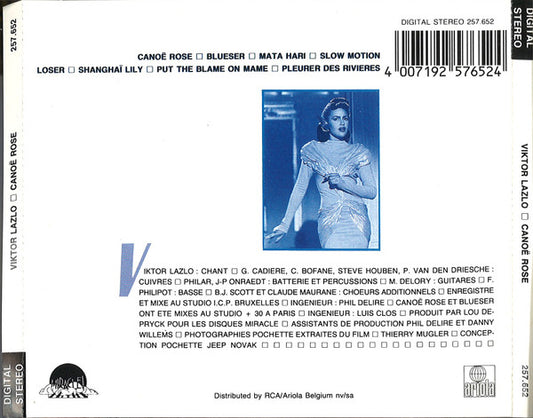 257.652 DIGITAL STEREO
VIKTOR LAZLO □ CANOË ROSE
DIGITAL STEREO
DIGITAL STEREO 257.652
CANOË ROSE □ BLUESER □ MATA HARI □ SLOW MOTION
LOSER □ SHANGHAÏ LILY □ PUT THE BLAME ON MAME □ PLEURER DES RIVIERES
4 007192 576524
VIKTOR LAZLO : CHANT □ G. CADIERE, C. BOFANE, STEVE HOUBEN, P. VAN DEN DRIESCHE :
CUIVRES □ PHILAR, J-P ONRAEDT : BATTERIE ET PERCUSSIONS □ M. DELORY : GUITARES □ F.
PHILIPOT : BASSE □ B.J. SCOTT ET CLAUDE MAURANE : CHOEURS ADDITIONNELS □ ENREGISTRE
ET MIXE AU STUDIO I.C.P. BRUXELLES □ INGENIEUR : PHIL DELIRE □ CANOË ROSE ET BLUESER
ONT ETE MIXES AU STUDIO + 30 A PARIS □ INGENIEUR : LUIS CLOS □ PRODUIT PAR LOU DE-
PRYCK POUR LES DISQUES MIRACLE □ ASSISTANTS DE PRODUCTION PHIL DELIRE ET DANNY
WILLEMS □ PHOTOGRAPHIES POCHETTE EXTRAITES DU FILM □ THIERRY MUGLER □ CONCEP-
TION POCHETTE JEEP NOVAK □
Distributed by RCA/Ariola Belgium nv/sa
ariola
DIGITAL STEREO
VIKTOR LAZLO □ CANOË ROSE
257.652